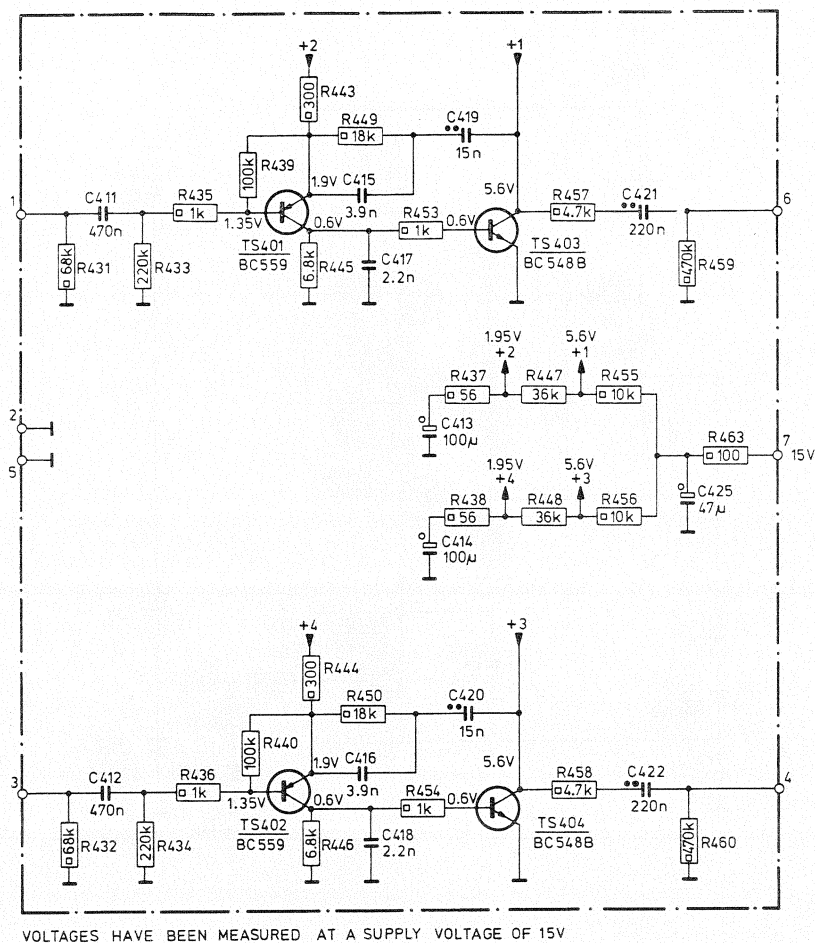 +2
+1
300
R443
R449
18k
C419
15n
100k
R439
1.9V
C415
3.9n
5.6V
1
C411
470n
R435
1k
1.35V
0.6V
R453
1k
0.6V
R457
4.7k
C421
220n
6
68k
R431
220k
R433
TS401
BC559
6.8k
R445
C417
2.2n
TS403
BC548B
470k
R459
1.95V
+2
5.6V
+1
R437
56
R447
36k
R455
10k
C413
100µ
2
5
R463
100
7
15V
1.95V
+4
5.6V
+3
R438
56
R448
36k
R456
10k
C425
47µ
C414
100µ
+4
+3
300
R444
R450
18k
C420
15n
100k
R440
1.9V
C416
3.9n
5.6V
3
C412
470n
R436
1k
1.35V
0.6V
R454
1k
0.6V
R458
4.7k
C422
220n
4
68k
R432
220k
R434
TS402
BC559
6.8k
R446
C418
2.2n
TS404
BC548B
470k
R460
VOLTAGES HAVE BEEN MEASURED AT A SUPPLY VOLTAGE OF 15V